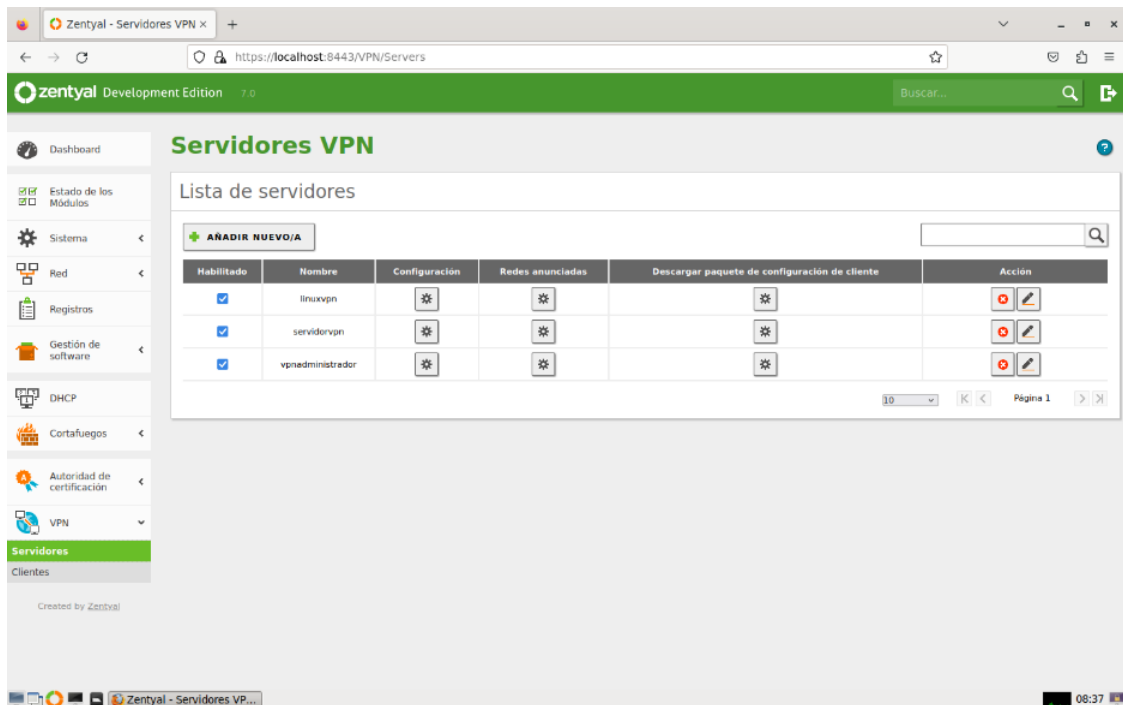 Zentyal - Servidores VPN ×
https://localhost:8443/VPN/Servers
zentyal Development Edition 7.0
Buscar...
Dashboard
Estado de los
Módulos
Sistema
Red
Registros
Gestión de
software
DHCP
Cortafuegos
Autoridad de
certificación
VPN
Servidores
Clientes
Created by Zentyal
Servidores VPN
?
Lista de servidores
AÑADIR NUEVO/A
Habilitado Nombre Configuración Redes anunciadas Descargar paquete de configuración de cliente Acción
linuxvpn
servidorvpn
vpnadministrador
10 Página 1
Zentyal - Servidores VP...
08:37